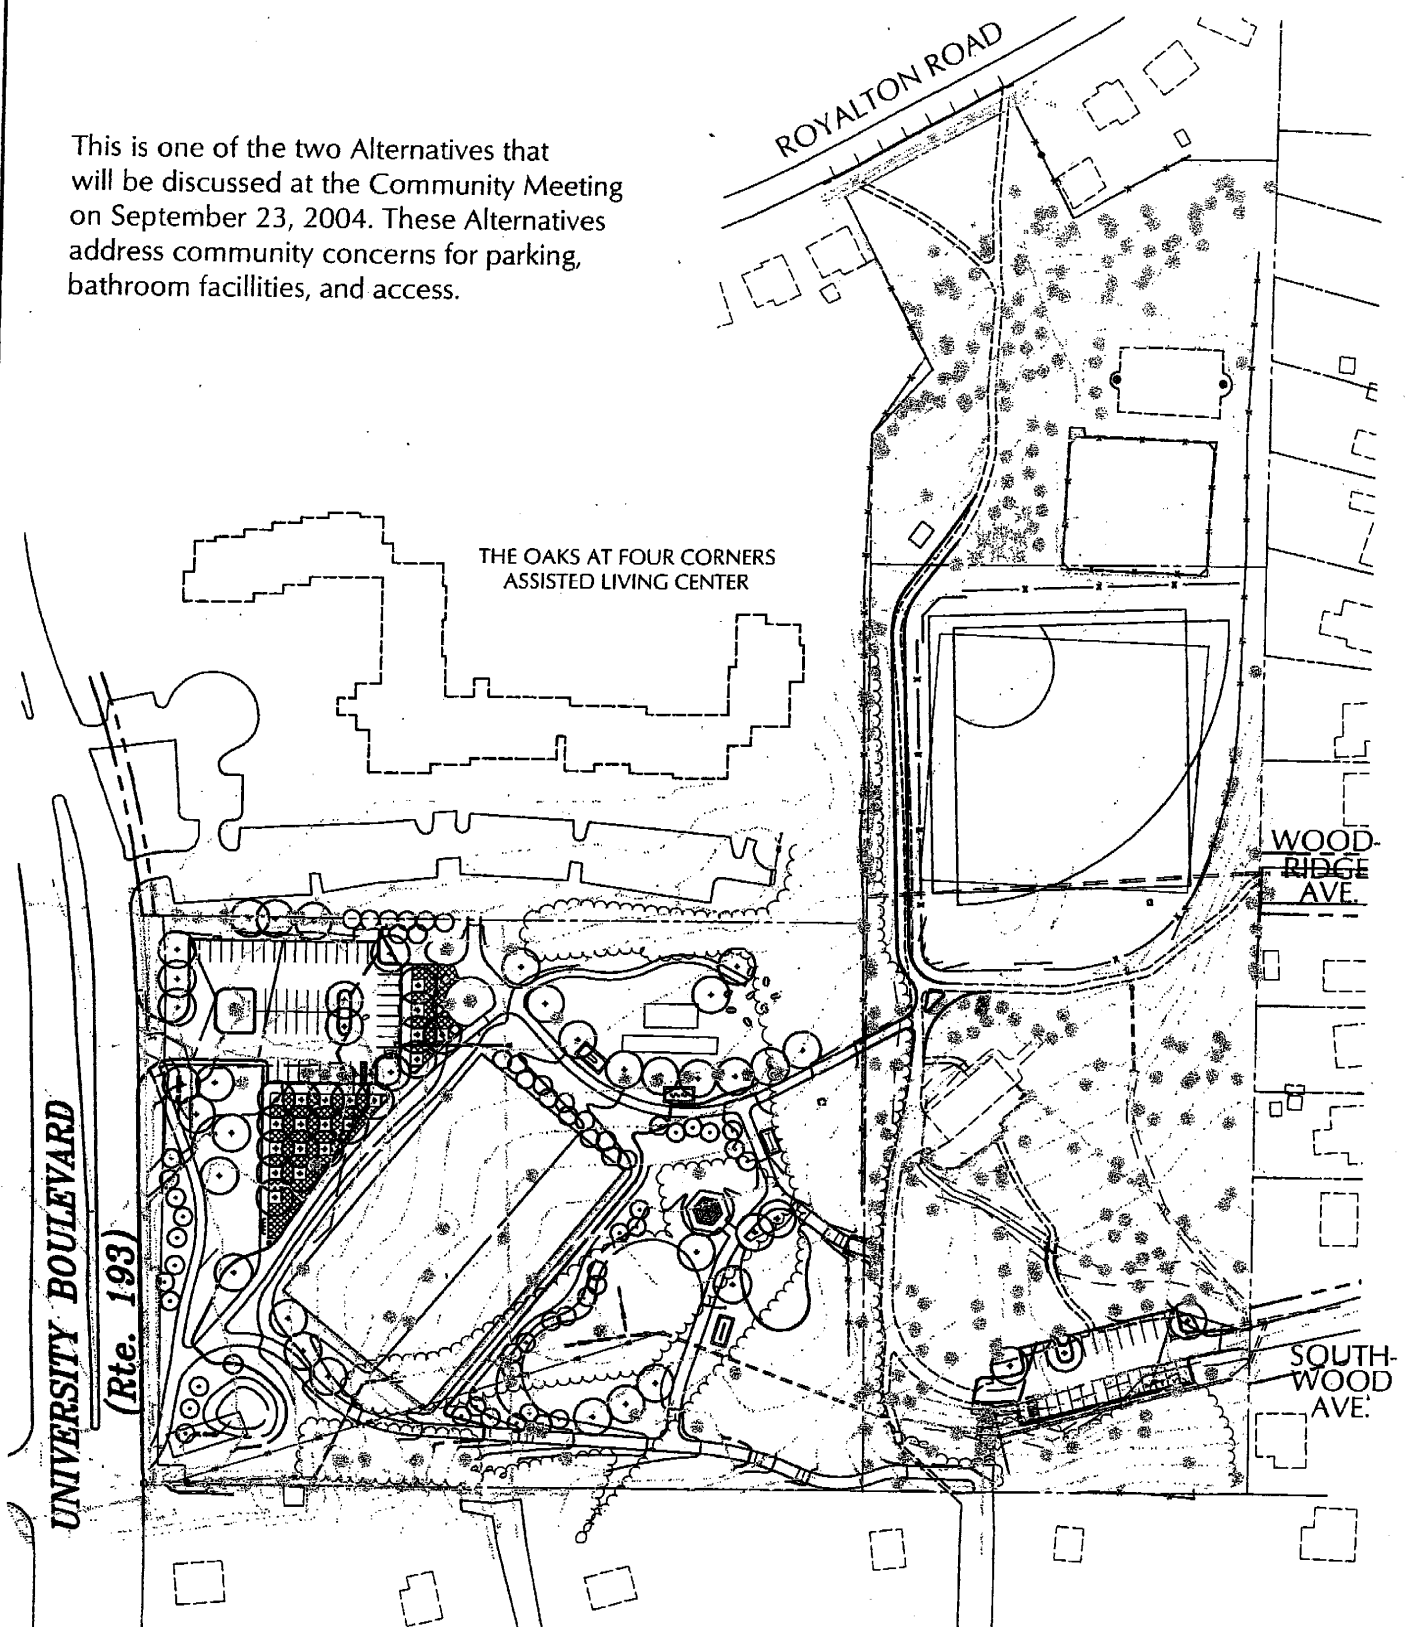 ROYALTON ROAD
This is one of the two Alternatives that
will be discussed at the Community Meeting
on September 23, 2004. These Alternatives
address community concerns for parking,
bathroom facillities, and access.
THE OAKS AT FOUR CORNERS
ASSISTED LIVING CENTER
WOOD-
RIDGE
AVE.
UNIVERSITY BOULEVARD
(Rte. 193)
SOUTH-
WOOD
AVE.